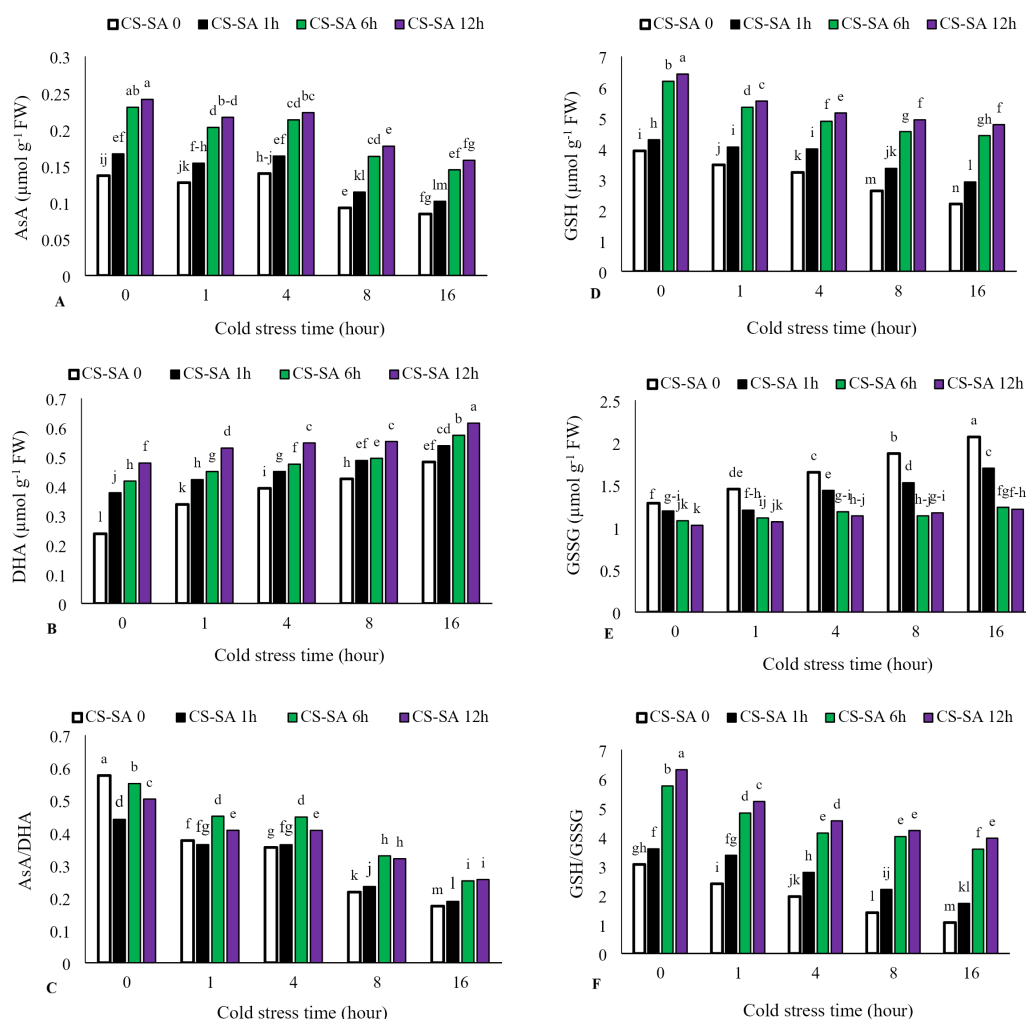 CS-SA 0 CS-SA 1h CS-SA 6h CS-SA 12h
AsA (µmol g-1 FW)
0.3
0.25
0.2
0.15
0.1
0.05
0
ij ef ab a
jk f-h d b-d
h-j ef cd bc
e kl cd e
fg lm ef fg
0 1 4 8 16
A
Cold stress time (hour)
CS-SA 0 CS-SA 1h CS-SA 6h CS-SA 12h
GSH (µmol g-1 FW)
7
6
5
4
3
2
1
0
i h b a
j i d c
k i f e
m jk g f
n l gh f
0 1 4 8 16
D
Cold stress time (hour)
CS-SA 0 CS-SA 1h CS-SA 6h CS-SA 12h
DHA (µmol g-1 FW)
0.7
0.6
0.5
0.4
0.3
0.2
0.1
0
l j h f
k h g d
i g f c
h ef e c
ef cd b a
0 1 4 8 16
B
Cold stress time (hour)
CS-SA 0 CS-SA 1h CS-SA 6h CS-SA 12h
GSSG (µmol g-1 FW)
2.5
2
1.5
1
0.5
0
f g-i jk k
de f-h ij jk
c e g-i h-j
b d h-j g-i
a c fg f-h
0 1 4 8 16
E
Cold stress time (hour)
CS-SA 0 CS-SA 1h CS-SA 6h CS-SA 12h
AsA/DHA
0.7
0.6
0.5
0.4
0.3
0.2
0.1
0
a d b c
f fg d e
g fg d e
k j h h
m l i i
0 1 4 8 16
C
Cold stress time (hour)
CS-SA 0 CS-SA 1h CS-SA 6h CS-SA 12h
GSH/GSSG
7
6
5
4
3
2
1
0
gh f b a
i fg d c
jk h e d
l ij e e
m kl f e
0 1 4 8 16
F
Cold stress time (hour)